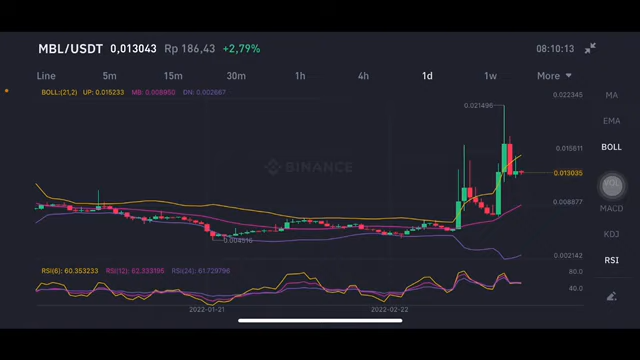 MBL/USDT 0,013043 Rp 186,43 +2,79% 08:10:13
Line 5m 15m 30m 1h 4h 1d 1w More
BOLL:(21,2) UP: 0.015233 MB: 0.008950 DN: 0.002667
0.022345
MA
0.021496
EMA
0.015611
BOLL
BINANCE
0.013035
VOL
0.008877
MACD
KDJ
0.004516
0.002142
RSI
RSI(6): 60.353233 RSI(12): 62.333195 RSI(24): 61.729796
80.0
40.0
2022-01-21 2022-02-22